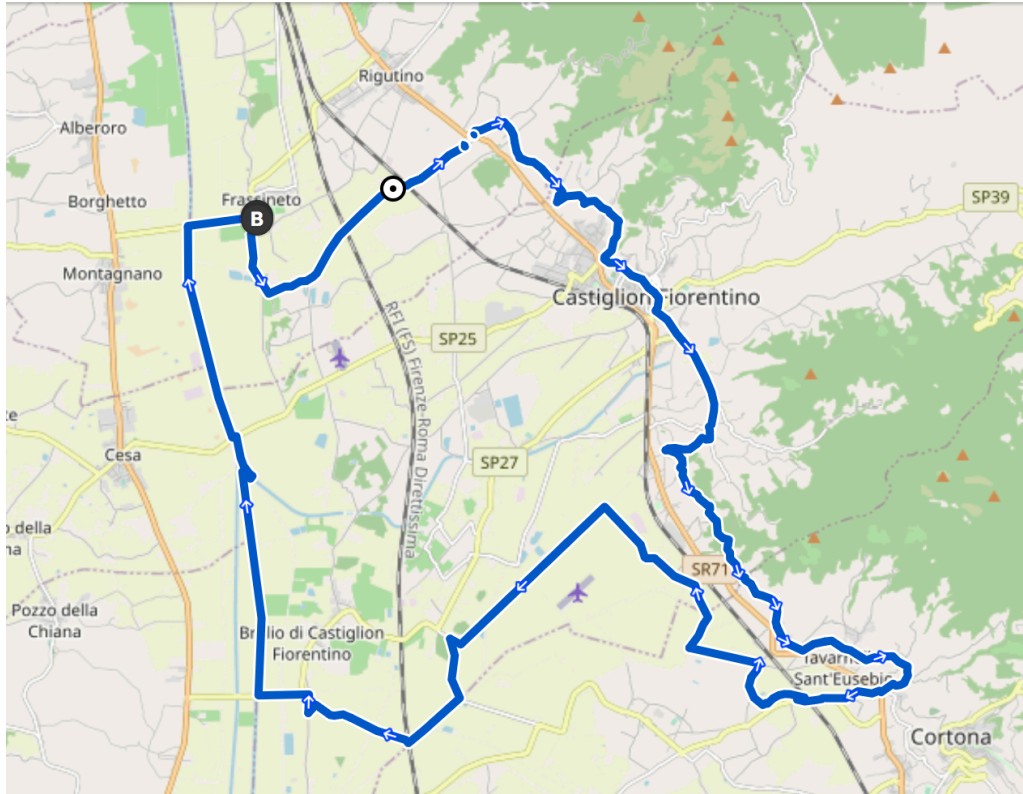 Rigutino
Alberoro
Frassineto
B
Borghetto
SP39
Montagnano
Castiglion Fiorentino
RFI (FS) Firenze-Roma Direttissima
SP25
Cesa
SP27
o della
na
SR71
Pozzo della
Chiana
Brolio di Castiglion
Fiorentino
Sant'Eusebio
Cortona